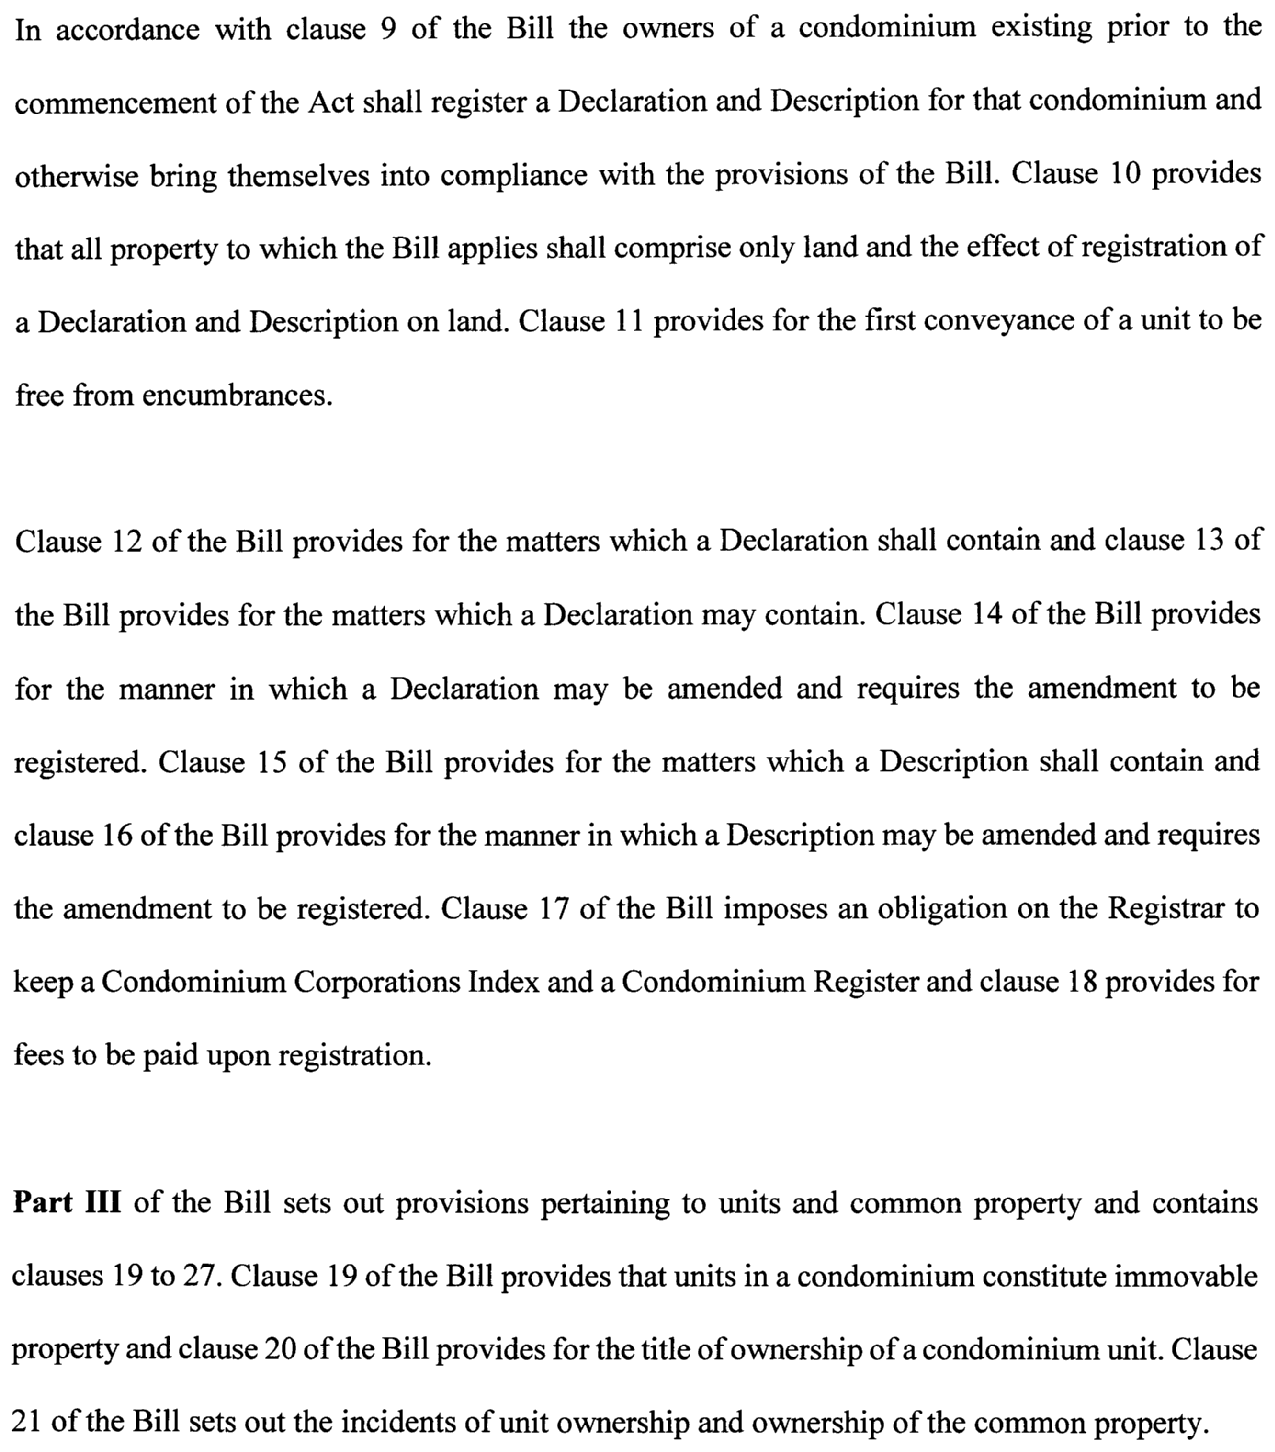 In accordance with clause 9 of the Bill the owners of a condominium existing prior to the
commencement of the Act shall register a Declaration and Description for that condominium and
otherwise bring themselves into compliance with the provisions of the Bill. Clause 10 provides
that all property to which the Bill applies shall comprise only land and the effect of registration of
a Declaration and Description on land. Clause 11 provides for the first conveyance of a unit to be
free from encumbrances.
Clause 12 of the Bill provides for the matters which a Declaration shall contain and clause 13 of
the Bill provides for the matters which a Declaration may contain. Clause 14 of the Bill provides
for the manner in which a Declaration may be amended and requires the amendment to be
registered. Clause 15 of the Bill provides for the matters which a Description shall contain and
clause 16 of the Bill provides for the manner in which a Description may be amended and requires
the amendment to be registered. Clause 17 of the Bill imposes an obligation on the Registrar to
keep a Condominium Corporations Index and a Condominium Register and clause 18 provides for
fees to be paid upon registration.
Part III of the Bill sets out provisions pertaining to units and common property and contains
clauses 19 to 27. Clause 19 of the Bill provides that units in a condominium constitute immovable
property and clause 20 of the Bill provides for the title of ownership of a condominium unit. Clause
21 of the Bill sets out the incidents of unit ownership and ownership of the common property.